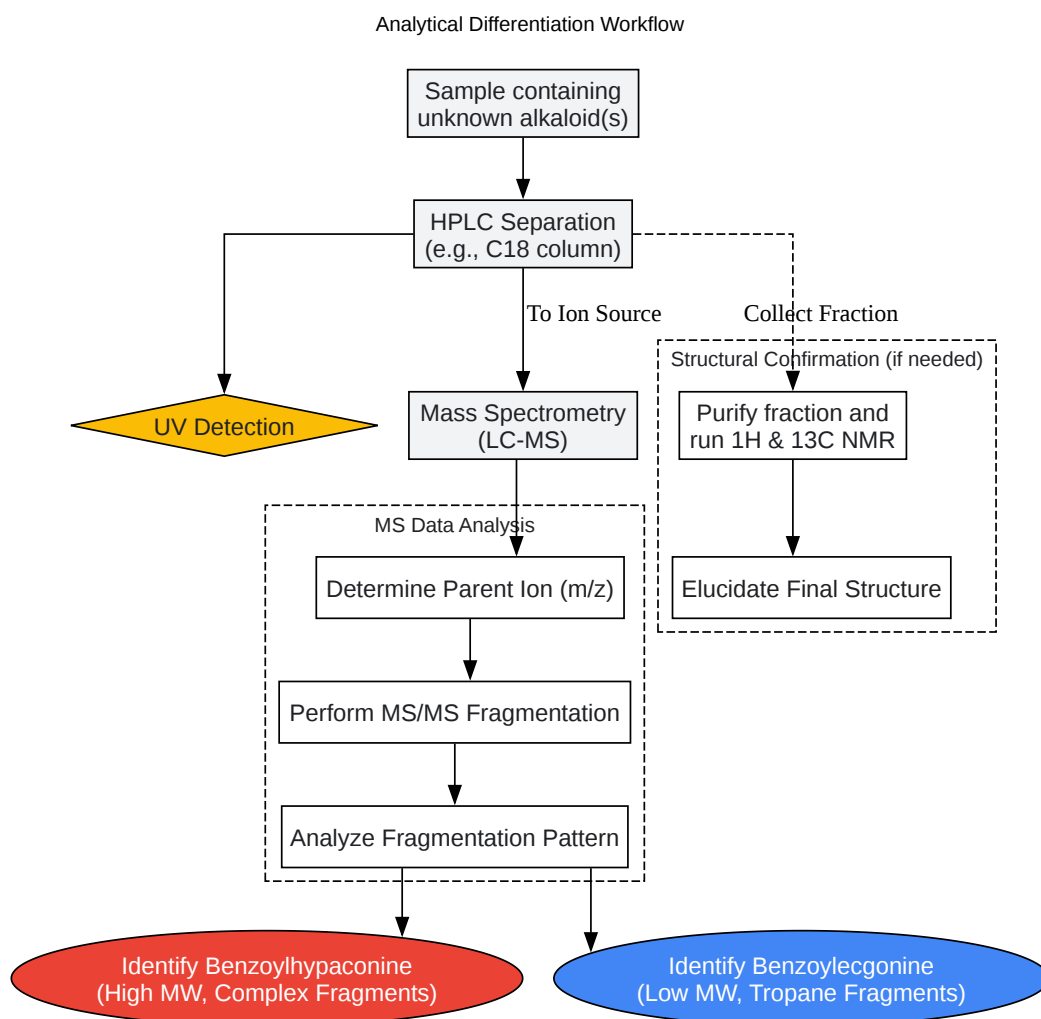 Analytical Differentiation Workflow
Sample containing
unknown alkaloid(s)
HPLC Separation
(e.g., C18 column)
To Ion Source
Collect Fraction
Structural Confirmation (if needed)
UV Detection
Mass Spectrometry
(LC-MS)
Purify fraction and
run 1H & 13C NMR
MS Data Analysis
Determine Parent Ion (m/z)
Elucidate Final Structure
Perform MS/MS Fragmentation
Analyze Fragmentation Pattern
Identify Benzoylhypaconine
(High MW, Complex Fragments)
Identify Benzoylecgonine
(Low MW, Tropane Fragments)